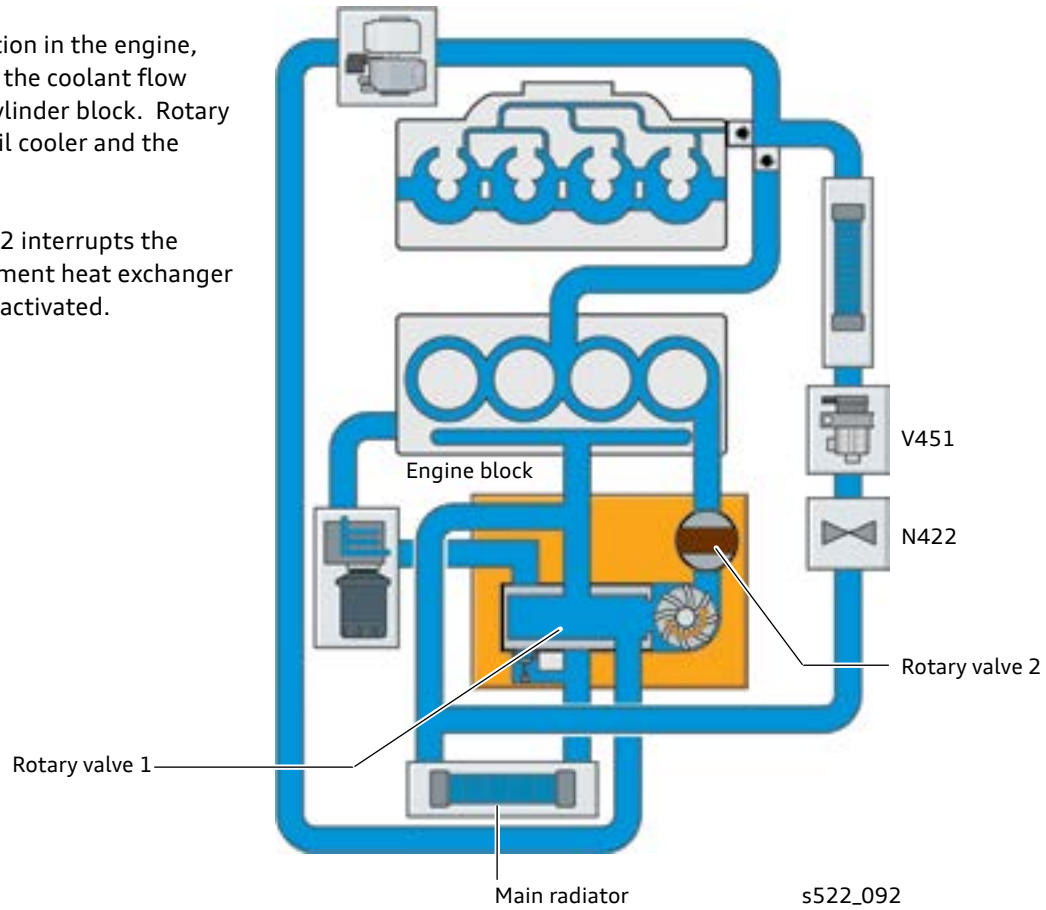 tion in the engine,
the coolant flow
ylinder block.  Rotary
il cooler and the
2 interrupts the
ment heat exchanger
activated.
Engine block
V451
N422
Rotary valve 2
Rotary valve 1
Main radiator
s522_092